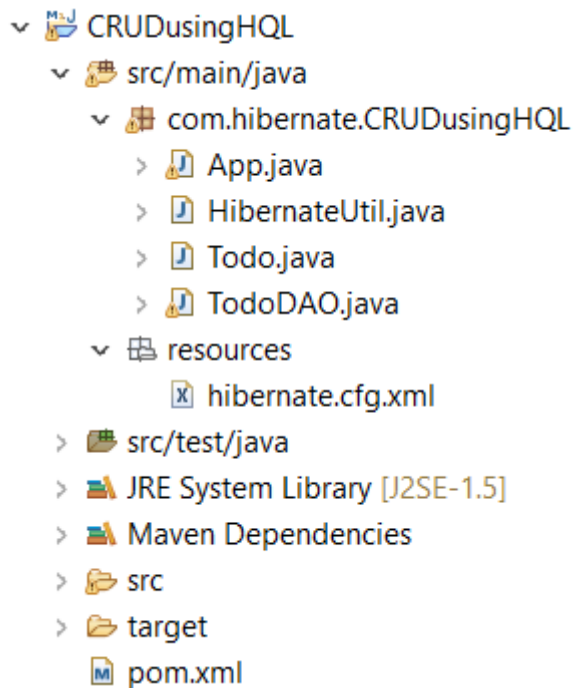 CRUDusingHQL
src/main/java
com.hibernate.CRUDusingHQL
App.java
HibernateUtil.java
Todo.java
TodoDAO.java
resources
hibernate.cfg.xml
src/test/java
JRE System Library [J2SE-1.5]
Maven Dependencies
src
target
pom.xml